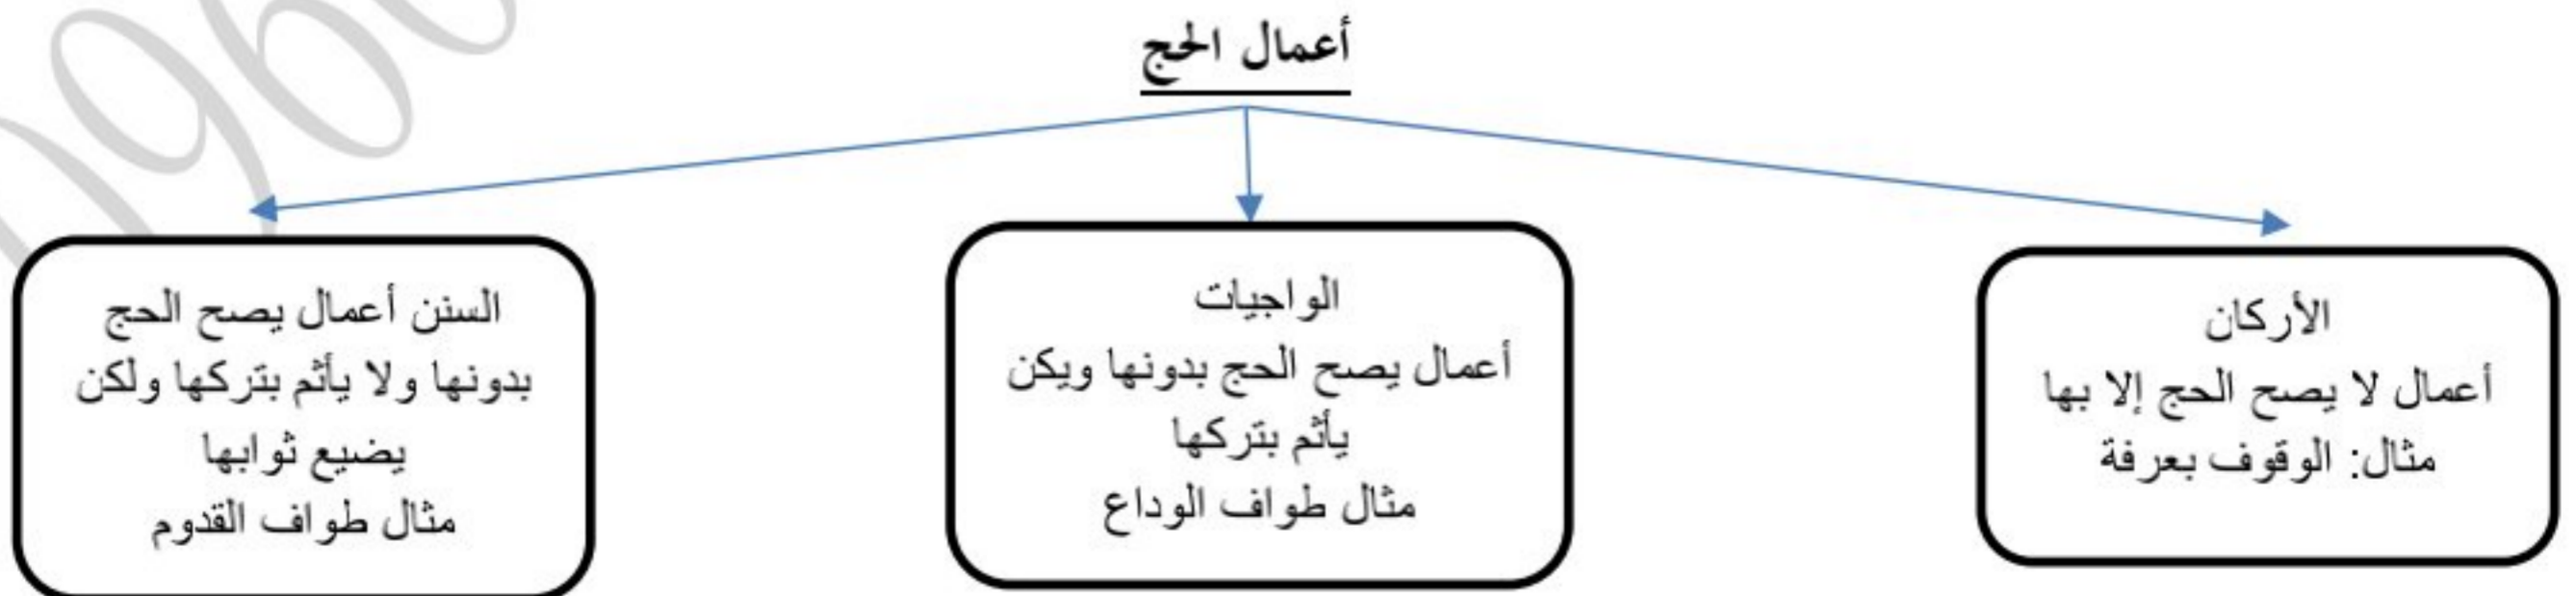 أعمال الحج
الأركان
أعمال لا يصح الحج إلا بها
مثال: الوقوف بعرفة
الواجيات
أعمال يصح الحج بدونها ويكن
يأثم بتركها
مثال طواف الوداع
السنن أعمال يصح الحج
بدونها ولا يأثم بتركها ولكن
يضيع ثوابها
مثال طواف القدوم